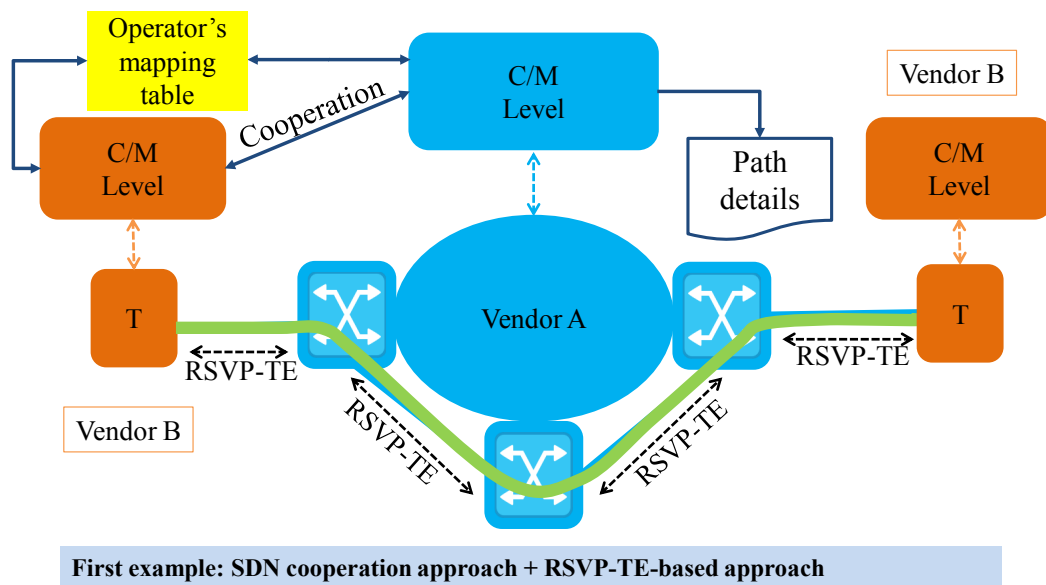 Operator's
mapping
table
C/M
Level
Vendor B
Cooperation
C/M
Level
Path
details
C/M
Level
T
Vendor A
T
RSVP-TE
RSVP-TE
RSVP-TE
RSVP-TE
Vendor B
First example: SDN cooperation approach + RSVP-TE-based approach